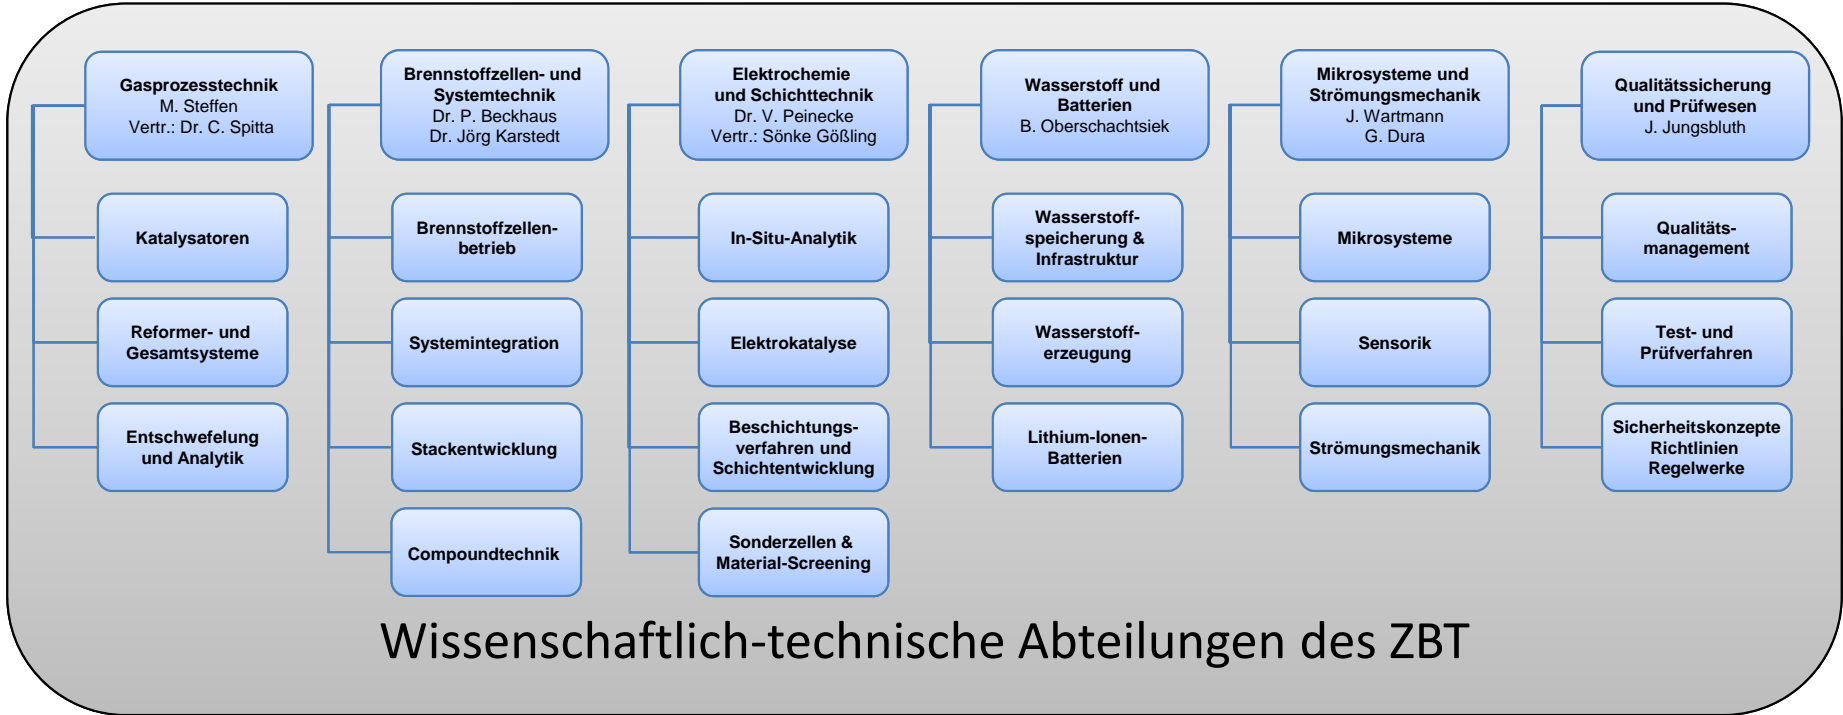 Gasprozesstechnik
M. Steffen
Vertr.: Dr. C. Spitta
Katalysatoren
Reformer- und
Gesamtsysteme
Entschwefelung
und Analytik
Brennstoffzellen- und
Systemtechnik
Dr. P. Beckhaus
Dr. Jörg Karstedt
Brennstoffzellen-
betrieb
Systemintegration
Stackentwicklung
Compoundtechnik
Elektrochemie
und Schichttechnik
Dr. V. Peinecke
Vertr.: Sönke Gößling
In-Situ-Analytik
Elektrokatalyse
Beschichtungs-
verfahren und
Schichtentwicklung
Sonderzellen &
Material-Screening
Wasserstoff und
Batterien
B. Oberschachtsiek
Wasserstoff-
speicherung &
Infrastruktur
Wasserstoff-
erzeugung
Lithium-Ionen-
Batterien
Mikrosysteme und
Strömungsmechanik
J. Wartmann
G. Dura
Mikrosysteme
Sensorik
Strömungsmechanik
Qualitätssicherung
und Prüfwesen
J. Jungsbluth
Qualitäts-
management
Test- und
Prüfverfahren
Sicherheitskonzepte
Richtlinien
Regelwerke
Wissenschaftlich-technische Abteilungen des ZBT